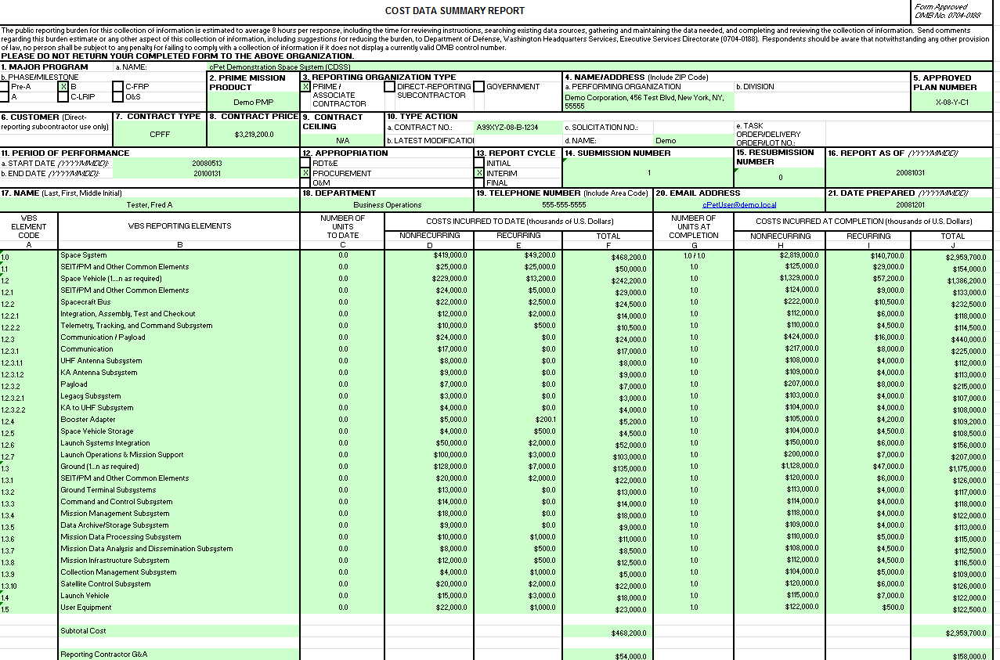 COST DATA SUMMARY REPORT
Form Approved
OMB No. 0704-0188
The public reporting burden for this collection of information is estimated to average 8 hours per response, including the time for reviewing instructions, searching existing data sources, gathering and maintaining the data needed, and completing and reviewing the collection of information. Send comments
regarding this burden estimate or any other aspect of this collection of information, including suggestions for reducing the burden, to Department of Defense, Washington Headquarters Services, Executive Services Directorate (0704-0188). Respondents should be aware that notwithstanding any other provision
of law, no person shall be subject to any penalty for failing to comply with a collection of information if it does not display a currently valid OMB control number.
PLEASE DO NOT RETURN YOUR COMPLETED FORM TO THE ABOVE ORGANIZATION.
1. MAJOR PROGRAM a. NAME: cPet Demonstration Space System (CDSS)
b. PHASE/MILESTONE
Pre-A X B C-FRP
A C-LRIP O&S
2. PRIME MISSION
PRODUCT
Demo PMP
3. REPORTING ORGANIZATION TYPE
X PRIME /
ASSOCIATE
CONTRACTOR
DIRECT-REPORTING
SUBCONTRACTOR
GOVERNMENT
4. NAME/ADDRESS (Include ZIP Code)
a. PERFORMING ORGANIZATION b. DIVISION
Demo Corporation, 456 Test Blvd, New York, NY,
55555
5. APPROVED
PLAN NUMBER
X-08-Y-C1
6. CUSTOMER (Direct-
reporting subcontractor use only)
7. CONTRACT TYPE
CPFF
8. CONTRACT PRICE
$3,219,200.0
9. CONTRACT
CEILING
N/A
10. TYPE ACTION
a. CONTRACT NO.: A99XYZ-08-B-1234 c. SOLICITATION NO.:
b. LATEST MODIFICATIO d. NAME: Demo
e. TASK
ORDER/DELIVERY
ORDER/LOT NO.:
11. PERIOD OF PERFORMANCE
a. START DATE (YYYYMMDD): 20080513
b. END DATE (YYYYMMDD): 20100131
12. APPROPRIATION
RDT&E
X PROCUREMENT
O&M
13. REPORT CYCLE
INITIAL
X INTERIM
FINAL
14. SUBMISSION NUMBER
1
15. RESUBMISSION
NUMBER
0
16. REPORT AS OF (YYYYMMDD)
20081031
17. NAME (Last, First, Middle Initial)
Tester, Fred A
18. DEPARTMENT
Business Operations
19. TELEPHONE NUMBER (Include Area Code)
555-555-5555
20. EMAIL ADDRESS
cPetUser@demo.local
21. DATE PREPARED (YYYYMMDD)
20081201
WBS
ELEMENT
CODE
A
WBS REPORTING ELEMENTS
B
NUMBER OF
UNITS
TO DATE
C
COSTS INCURRED TO DATE (thousands of U.S. Dollars)
NONRECURRING RECURRING TOTAL
D E F
NUMBER OF
UNITS AT
COMPLETION
G
COSTS INCURRED AT COMPLETION (thousands of U.S. Dollars)
NONRECURRING RECURRING TOTAL
H I J
1.0 Space System 0.0 $419,000.0 $49,200.0 $468,200.0 1.0 / 1.0 $2,819,000.0 $140,700.0 $2,959,700.0
1.1 SEIT/PM and Other Common Elements 0.0 $25,000.0 $25,000.0 $50,000.0 1.0 $125,000.0 $29,000.0 $154,000.0
1.2 Space Vehicle (1....n as required) 0.0 $229,000.0 $13,200.0 $242,200.0 1.0 $1,329,000.0 $57,200.0 $1,386,200.0
1.2.1 SEIT/PM and Other Common Elements 0.0 $24,000.0 $5,000.0 $29,000.0 1.0 $124,000.0 $9,000.0 $133,000.0
1.2.2 Spacecraft Bus 0.0 $22,000.0 $2,500.0 $24,500.0 1.0 $222,000.0 $10,500.0 $232,500.0
1.2.2.1 Integration, Assembly, Test and Checkout 0.0 $12,000.0 $2,000.0 $14,000.0 1.0 $112,000.0 $6,000.0 $118,000.0
1.2.2.2 Telemetry, Tracking, and Command Subsystem 0.0 $10,000.0 $500.0 $10,500.0 1.0 $110,000.0 $4,500.0 $114,500.0
1.2.3 Communication / Payload 0.0 $24,000.0 $0.0 $24,000.0 1.0 $424,000.0 $16,000.0 $440,000.0
1.2.3.1 Communication 0.0 $17,000.0 $0.0 $17,000.0 1.0 $217,000.0 $8,000.0 $225,000.0
1.2.3.1.1 UHF Antenna Subsystem 0.0 $8,000.0 $0.0 $8,000.0 1.0 $108,000.0 $4,000.0 $112,000.0
1.2.3.1.2 KA Antenna Subsystem 0.0 $9,000.0 $0.0 $9,000.0 1.0 $109,000.0 $4,000.0 $113,000.0
1.2.3.2 Payload 0.0 $7,000.0 $0.0 $7,000.0 1.0 $207,000.0 $8,000.0 $215,000.0
1.2.3.2.1 Legacy Subsystem 0.0 $3,000.0 $0.0 $3,000.0 1.0 $103,000.0 $4,000.0 $107,000.0
1.2.3.2.2 KA to UHF Subsystem 0.0 $4,000.0 $0.0 $4,000.0 1.0 $104,000.0 $4,000.0 $108,000.0
1.2.4 Booster Adapter 0.0 $5,000.0 $200.1 $5,200.0 1.0 $105,000.0 $4,200.0 $109,200.0
1.2.5 Space Vehicle Storage 0.0 $4,000.0 $500.0 $4,500.0 1.0 $104,000.0 $4,500.0 $108,500.0
1.2.6 Launch Systems Integration 0.0 $50,000.0 $2,000.0 $52,000.0 1.0 $150,000.0 $6,000.0 $156,000.0
1.2.7 Launch Operations & Mission Support 0.0 $100,000.0 $3,000.0 $103,000.0 1.0 $200,000.0 $7,000.0 $207,000.0
1.3 Ground (1...n as required) 0.0 $128,000.0 $7,000.0 $135,000.0 1.0 $1,128,000.0 $47,000.0 $1,175,000.0
1.3.1 SEIT/PM and Other Common Elements 0.0 $20,000.0 $2,000.0 $22,000.0 1.0 $120,000.0 $6,000.0 $126,000.0
1.3.2 Ground Terminal Subsystems 0.0 $13,000.0 $0.0 $13,000.0 1.0 $113,000.0 $4,000.0 $117,000.0
1.3.3 Command and Control Subsystem 0.0 $14,000.0 $0.0 $14,000.0 1.0 $114,000.0 $4,000.0 $118,000.0
1.3.4 Mission Management Subsystem 0.0 $18,000.0 $0.0 $18,000.0 1.0 $118,000.0 $4,000.0 $122,000.0
1.3.5 Data Archive/Storage Subsystem 0.0 $9,000.0 $0.0 $9,000.0 1.0 $109,000.0 $4,000.0 $113,000.0
1.3.6 Mission Data Processing Subsystem 0.0 $10,000.0 $1,000.0 $11,000.0 1.0 $110,000.0 $5,000.0 $115,000.0
1.3.7 Mission Data Analysis and Dissemination Subsystem 0.0 $8,000.0 $500.0 $8,500.0 1.0 $108,000.0 $4,500.0 $112,500.0
1.3.8 Mission Infrastructure Subsystem 0.0 $12,000.0 $500.0 $12,500.0 1.0 $112,000.0 $4,500.0 $116,500.0
1.3.9 Collection Management Subsystem 0.0 $4,000.0 $1,000.0 $5,000.0 1.0 $104,000.0 $5,000.0 $109,000.0
1.3.10 Satellite Control Subsystem 0.0 $20,000.0 $2,000.0 $22,000.0 1.0 $120,000.0 $6,000.0 $126,000.0
1.4 Launch Vehicle 0.0 $15,000.0 $3,000.0 $18,000.0 1.0 $115,000.0 $7,000.0 $122,000.0
1.5 User Equipment 0.0 $22,000.0 $1,000.0 $23,000.0 1.0 $122,000.0 $500.0 $122,500.0
Subtotal Cost $468,200.0 $2,959,700.0
Reporting Contractor G&A $54,000.0 $158,000.0